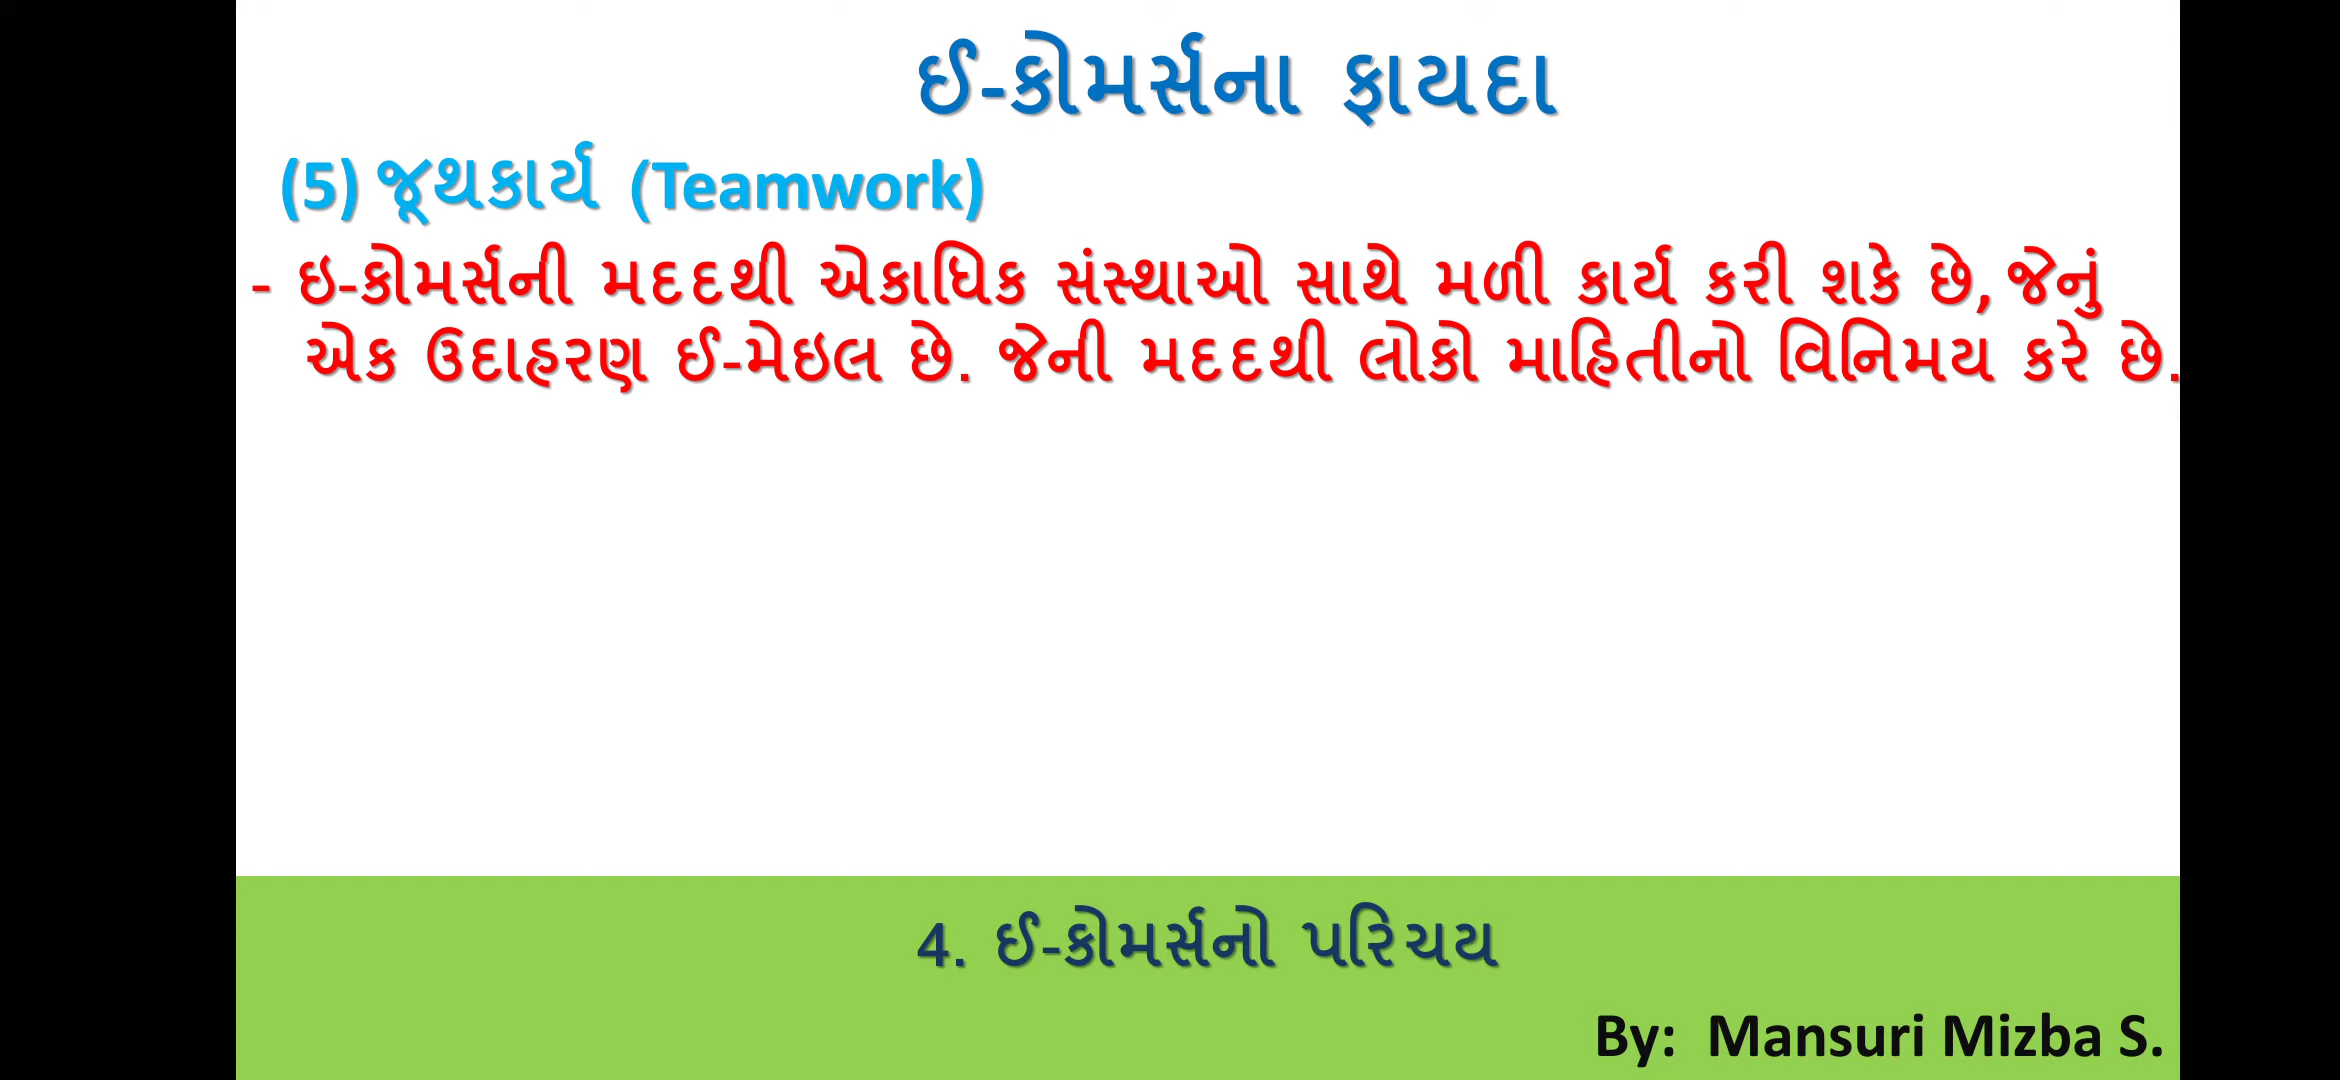 ઈ-કોમર્સના ફાયદા
(5) જૂથકાર્ય (Teamwork)
- ઇ-કોમર્સની મદદથી એકાધિક સંસ્થાઓ સાથે મળી કાર્ય કરી શકે છે, જેનું
એક ઉદાહરણ ઈ-મેઇલ છે. જેની મદદથી લોકો માહિતીનો વિનિમય કરે છે.
4. ઈ-કોમર્સનો પરિચય
By: Mansuri Mizba S.